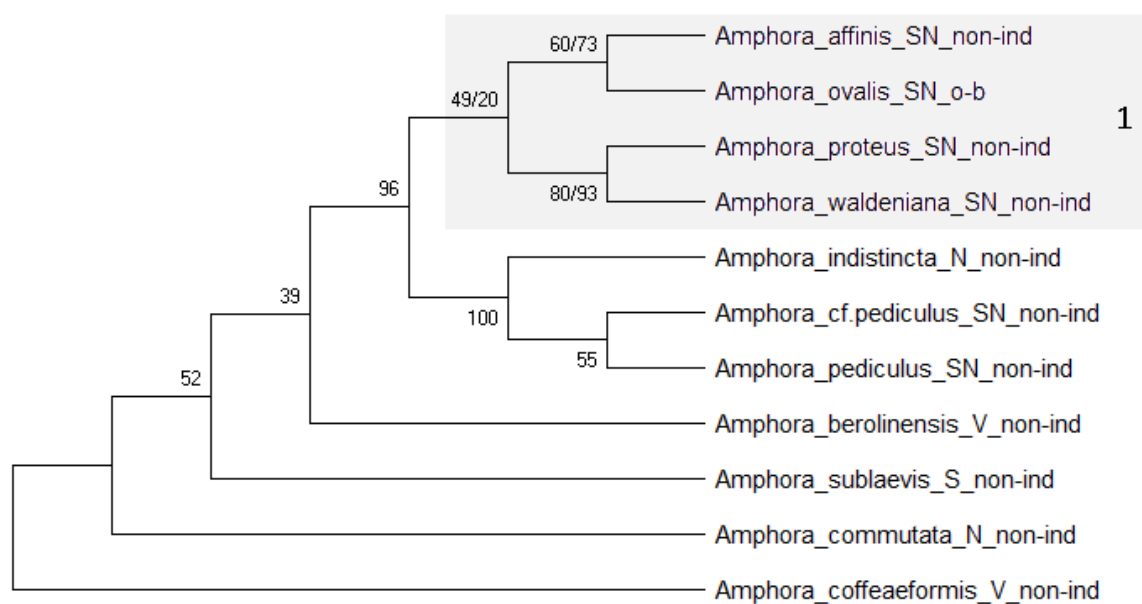 Amphora_affinis_SN_non-ind
60/73
Amphora_ovalis_SN_o-b
49/20
1
Amphora_proteus_SN_non-ind
80/93
96
Amphora_waldeniana_SN_non-ind
Amphora_indistincta_N_non-ind
39
100
Amphora_cf.pediculus_SN_non-ind
55
Amphora_pediculus_SN_non-ind
52
Amphora_berolinensis_V_non-ind
Amphora_sublaevis_S_non-ind
Amphora_commutata_N_non-ind
Amphora_coffeaeformis_V_non-ind